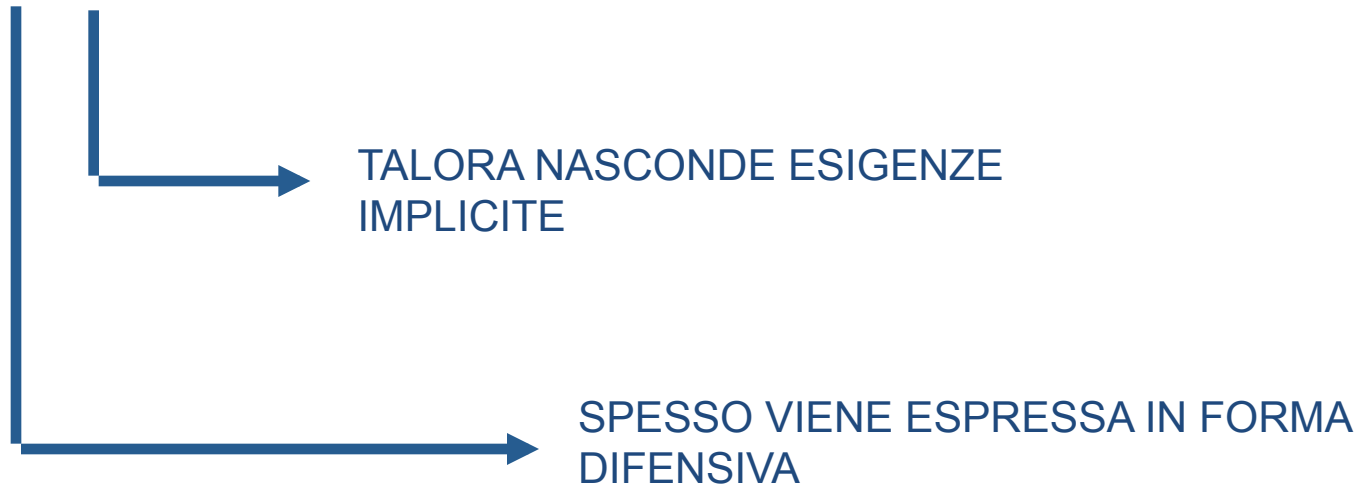 TALORA NASCONDE ESIGENZE
IMPLICITE
SPESSO VIENE ESPRESSA IN FORMA
DIFENSIVA